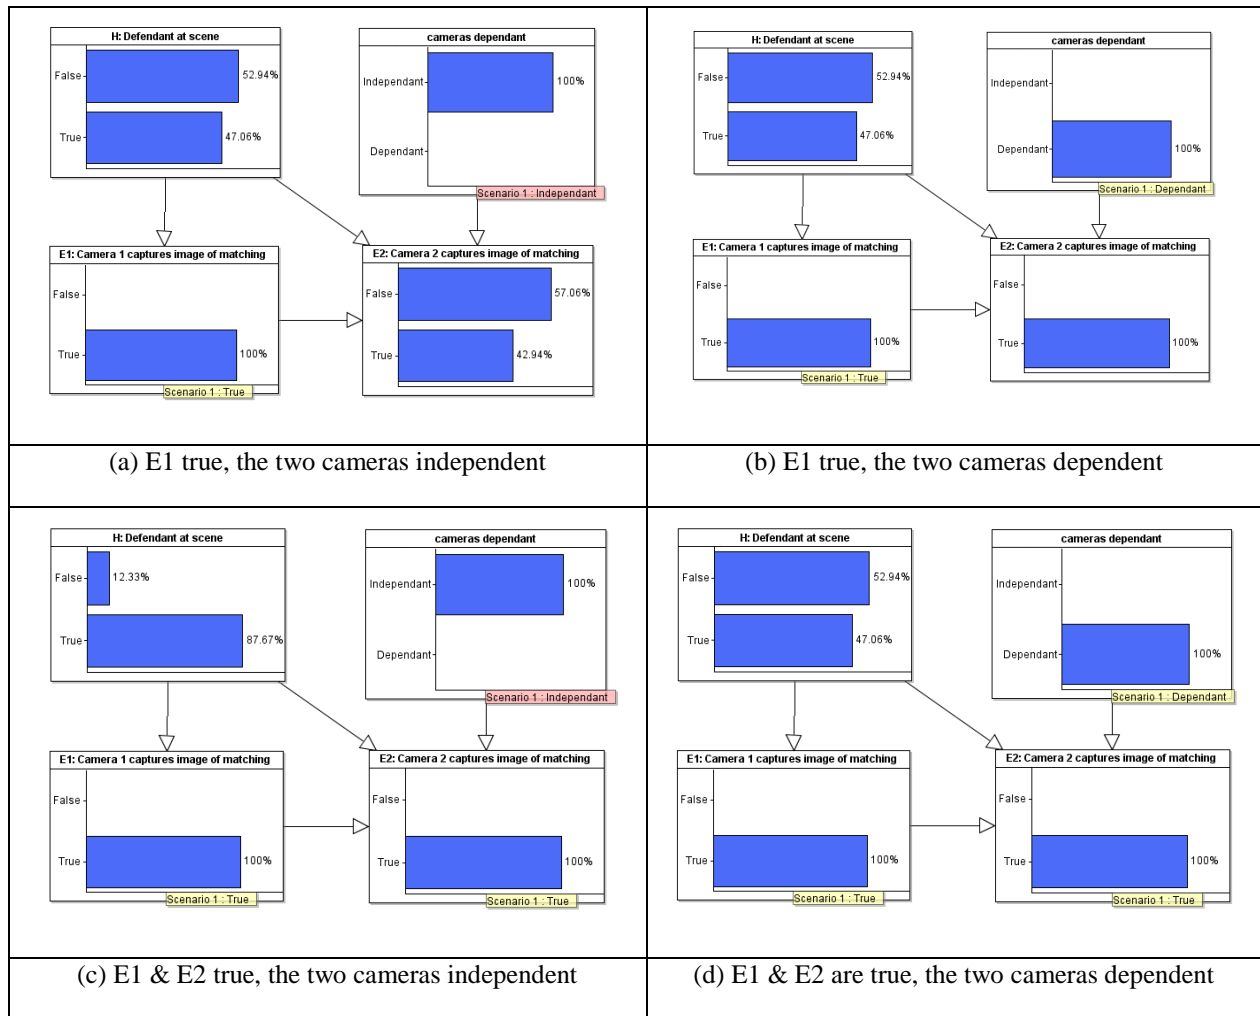 H: Defendant at scene
False
52.94%
True
47.06%
cameras dependant
Independant
100%
Dependant
Scenario 1 : Independant
E1: Camera 1 captures image of matching
False
True
100%
Scenario 1 : True
E2: Camera 2 captures image of matching
False
57.06%
True
42.94%
(a) E1 true, the two cameras independent
H: Defendant at scene
False
52.94%
True
47.06%
cameras dependant
Independant
Dependant
100%
Scenario 1 : Dependant
E1: Camera 1 captures image of matching
False
True
100%
Scenario 1 : True
E2: Camera 2 captures image of matching
False
True
100%
(b) E1 true, the two cameras dependent
H: Defendant at scene
False
12.33%
True
87.67%
cameras dependant
Independant
100%
Dependant
Scenario 1 : Independant
E1: Camera 1 captures image of matching
False
True
100%
Scenario 1 : True
E2: Camera 2 captures image of matching
False
True
100%
Scenario 1 : True
(c) E1 & E2 true, the two cameras independent
H: Defendant at scene
False
52.94%
True
47.06%
cameras dependant
Independant
Dependant
100%
Scenario 1 : Dependant
E1: Camera 1 captures image of matching
False
True
100%
Scenario 1 : True
E2: Camera 2 captures image of matching
False
True
100%
Scenario 1 : True
(d) E1 & E2 are true, the two cameras dependent